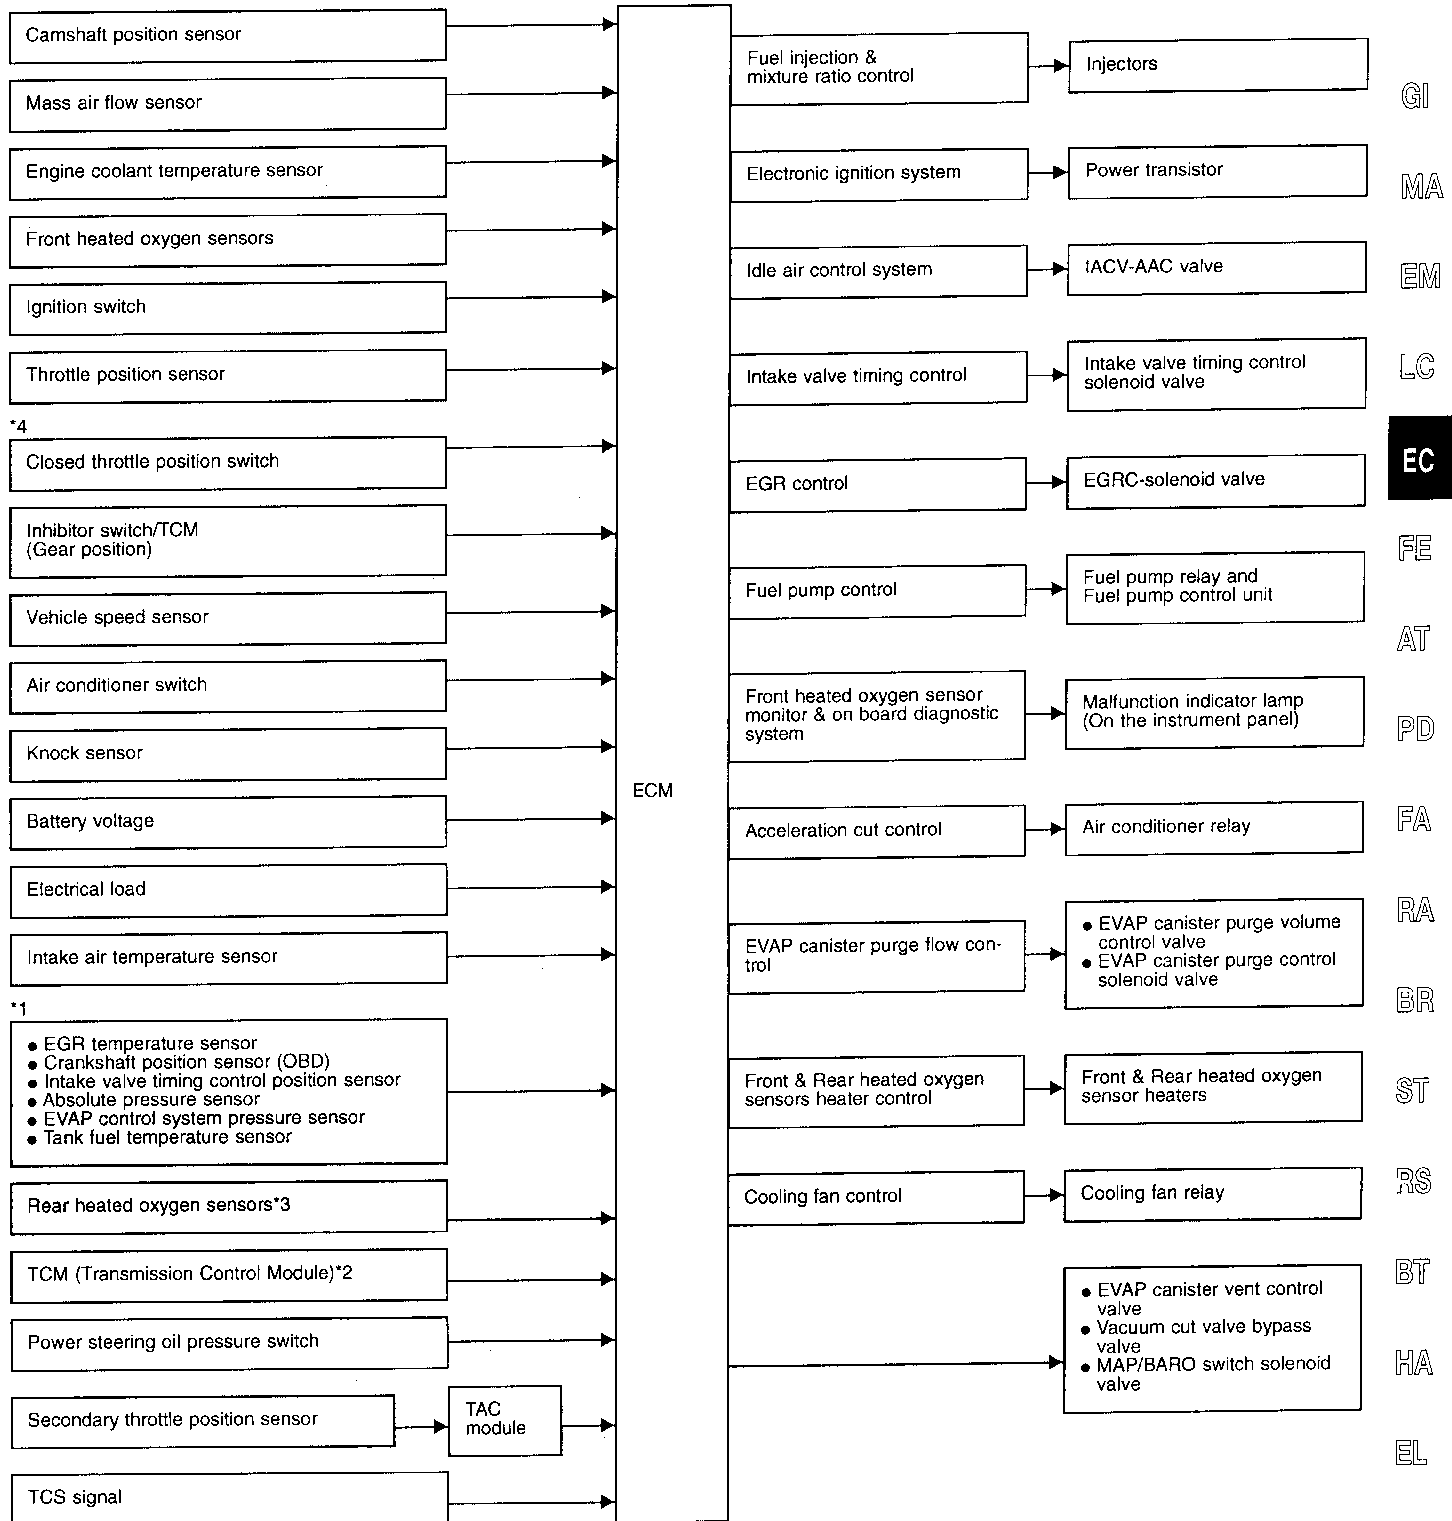 Camshaft position sensor
Mass air flow sensor
Engine coolant temperature sensor
Front heated oxygen sensors
Ignition switch
Throttle position sensor
*4
Closed throttle position switch
Inhibitor switch/TCM
(Gear position)
Vehicle speed sensor
Air conditioner switch
Knock sensor
Battery voltage
Electrical load
Intake air temperature sensor
*1
● EGR temperature sensor
● Crankshaft position sensor (OBD)
● Intake valve timing control position sensor
● Absolute pressure sensor
● EVAP control system pressure sensor
● Tank fuel temperature sensor
Rear heated oxygen sensors*3
TCM (Transmission Control Module)*2
Power steering oil pressure switch
Secondary throttle position sensor
TAC
module
TCS signal
ECM
Fuel injection &
mixture ratio control
Injectors
Electronic ignition system
Power transistor
Idle air control system
IACV-AAC valve
Intake valve timing control
Intake valve timing control
solenoid valve
EGR control
EGRC-solenoid valve
Fuel pump control
Fuel pump relay and
Fuel pump control unit
Front heated oxygen sensor
monitor & on board diagnostic
system
Malfunction indicator lamp
(On the instrument panel)
Acceleration cut control
Air conditioner relay
EVAP canister purge flow con-
trol
● EVAP canister purge volume
control valve
● EVAP canister purge control
solenoid valve
Front & Rear heated oxygen
sensors heater control
Front & Rear heated oxygen
sensor heaters
Cooling fan control
Cooling fan relay
● EVAP canister vent control
valve
● Vacuum cut valve bypass
valve
● MAP/BARO switch solenoid
valve
GI
MA
EM
LC
EC
FE
AT
PD
FA
RA
BR
ST
RS
BT
HA
EL